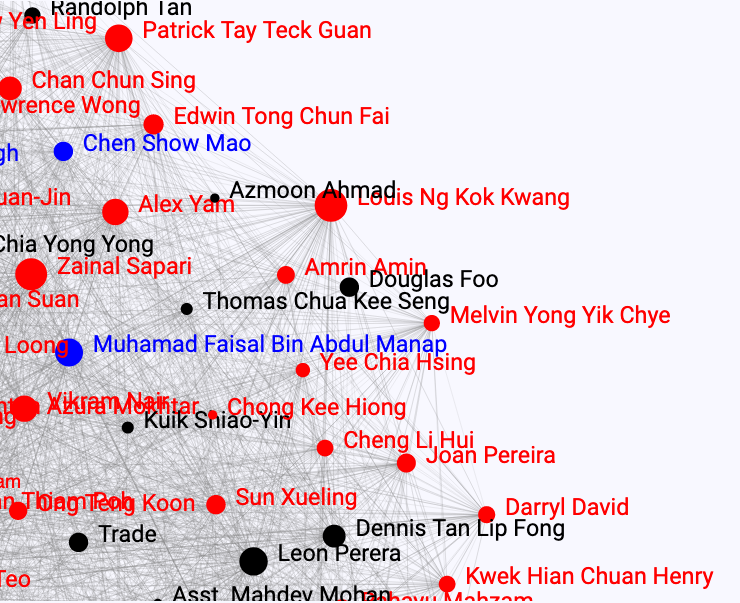 Randolph Tan
Yen Ling
Patrick Tay Teck Guan
Chan Chun Sing
wrence Wong
Edwin Tong Chun Fai
Chen Show Mao
gh
Azmoon Ahmad
Louis Ng Kok Kwang
uan-Jin
Alex Yam
Chia Yong Yong
Zainal Sapari
Amrin Amin
Douglas Foo
an Suan
Thomas Chua Kee Seng
Melvin Yong Yik Chye
Loong
Muhamad Faisal Bin Abdul Manap
Yee Chia Hsing
Vikram Nair
Azura Mokhtar
Chong Kee Hiong
ng
Kuik Shiao-Yin
Cheng Li Hui
Joan Pereira
am
n Thiam Poh
Ong Teng Koon
Sun Xueling
Darryl David
Trade
Dennis Tan Lip Fong
Leon Perera
Teo
Kwek Hian Chuan Henry
Asst. Mahdev Mohan
Rahayu Mahzam